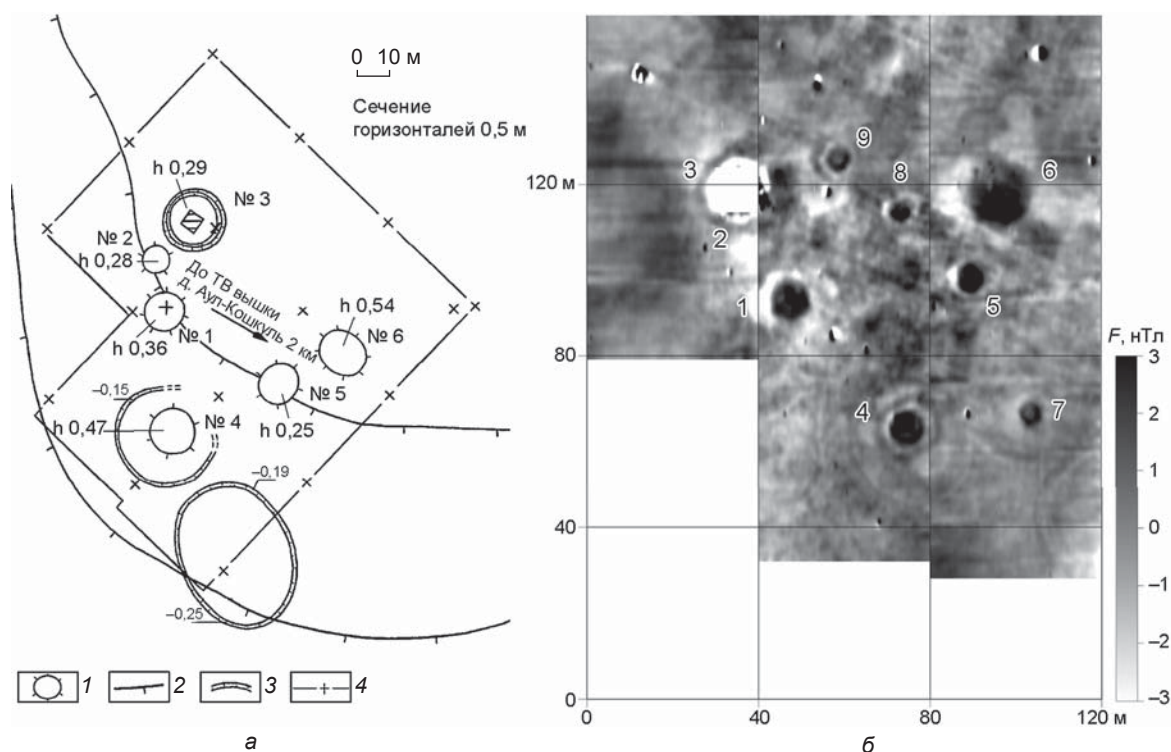 0 10 м
Сечение
горизонталей 0,5 м
h 0,29
№ 3
№ 2
h 0,28
До ТВ вышки
д. Аул-Кошкуль 2 км
h 0,54
№ 6
№ 1
h 0,36
№ 5
h 0,25
–0,15
№ 4
h 0,47
–0,19
–0,25
1 2 3 4
а
9
3 8 6
120 м
2
1 5
F, нТл
80
3
4 7
2
1
40
0
–1
–2
0
–3
0 40 80 120 м
б